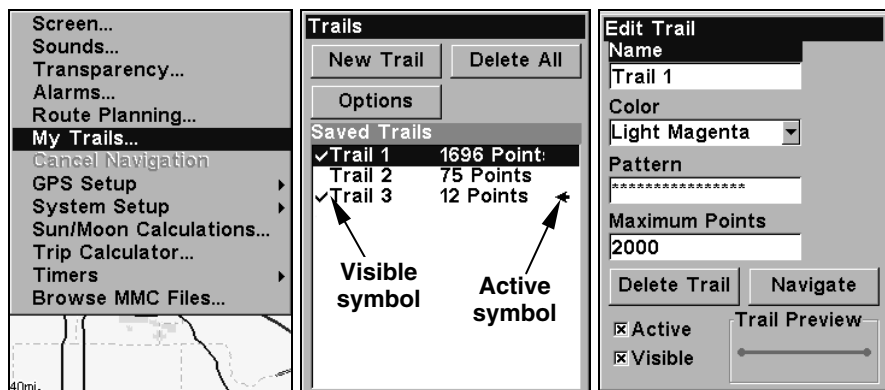 Screen...
Sounds...
Transparency...
Alarms...
Route Planning...
My Trails...
Cancel Navigation
GPS Setup
System Setup
Sun/Moon Calculations...
Trip Calculator...
Timers
Browse MMC Files...
40mi.
Trails
New Trail Delete All
Options
Saved Trails
Trail 1 1696 Point
Trail 2 75 Points
Trail 3 12 Points
Visible symbol
Active symbol
Edit Trail
Name
Trail 1
Color
Light Magenta
Pattern
****************
Maximum Points
2000
Delete Trail Navigate
Active
Visible
Trail Preview